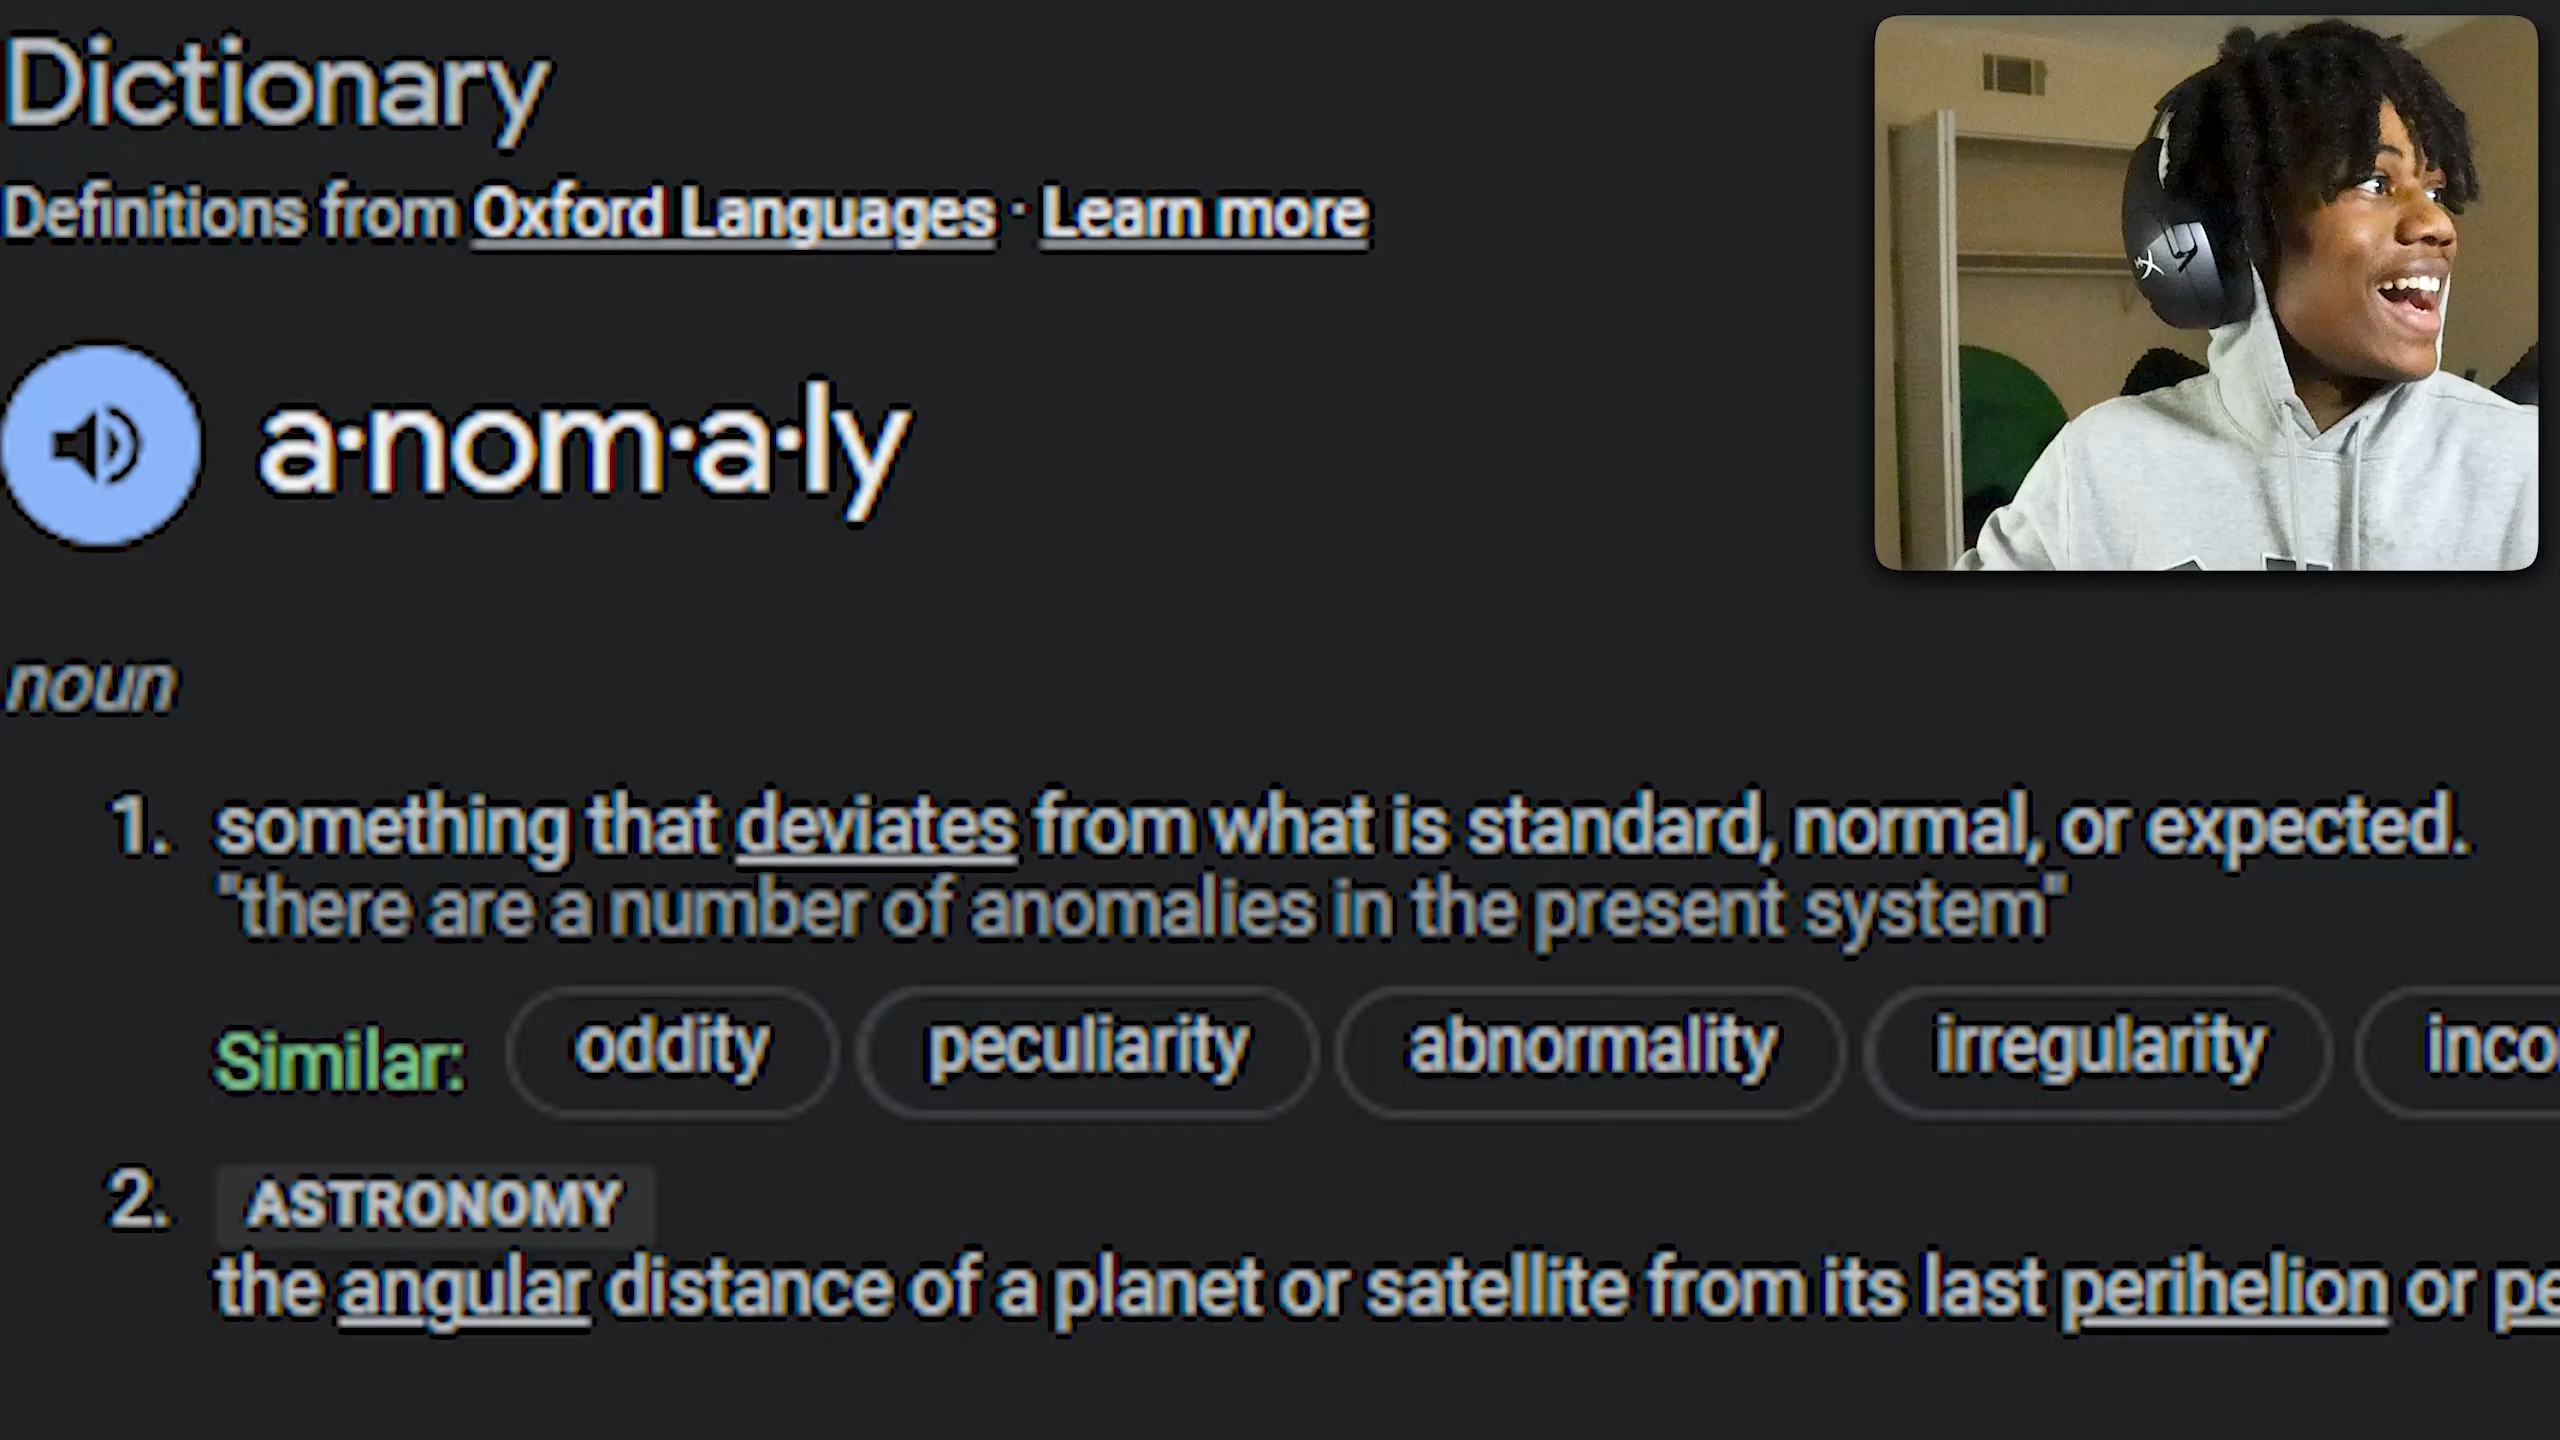 Dictionary
Definitions from Oxford Languages · Learn more
a·nom·a·ly
noun
1. something that deviates from what is standard, normal, or expected.
"there are a number of anomalies in the present system"
Similar: oddity peculiarity abnormality irregularity
2. ASTRONOMY
the angular distance of a planet or satellite from its last perihelion or